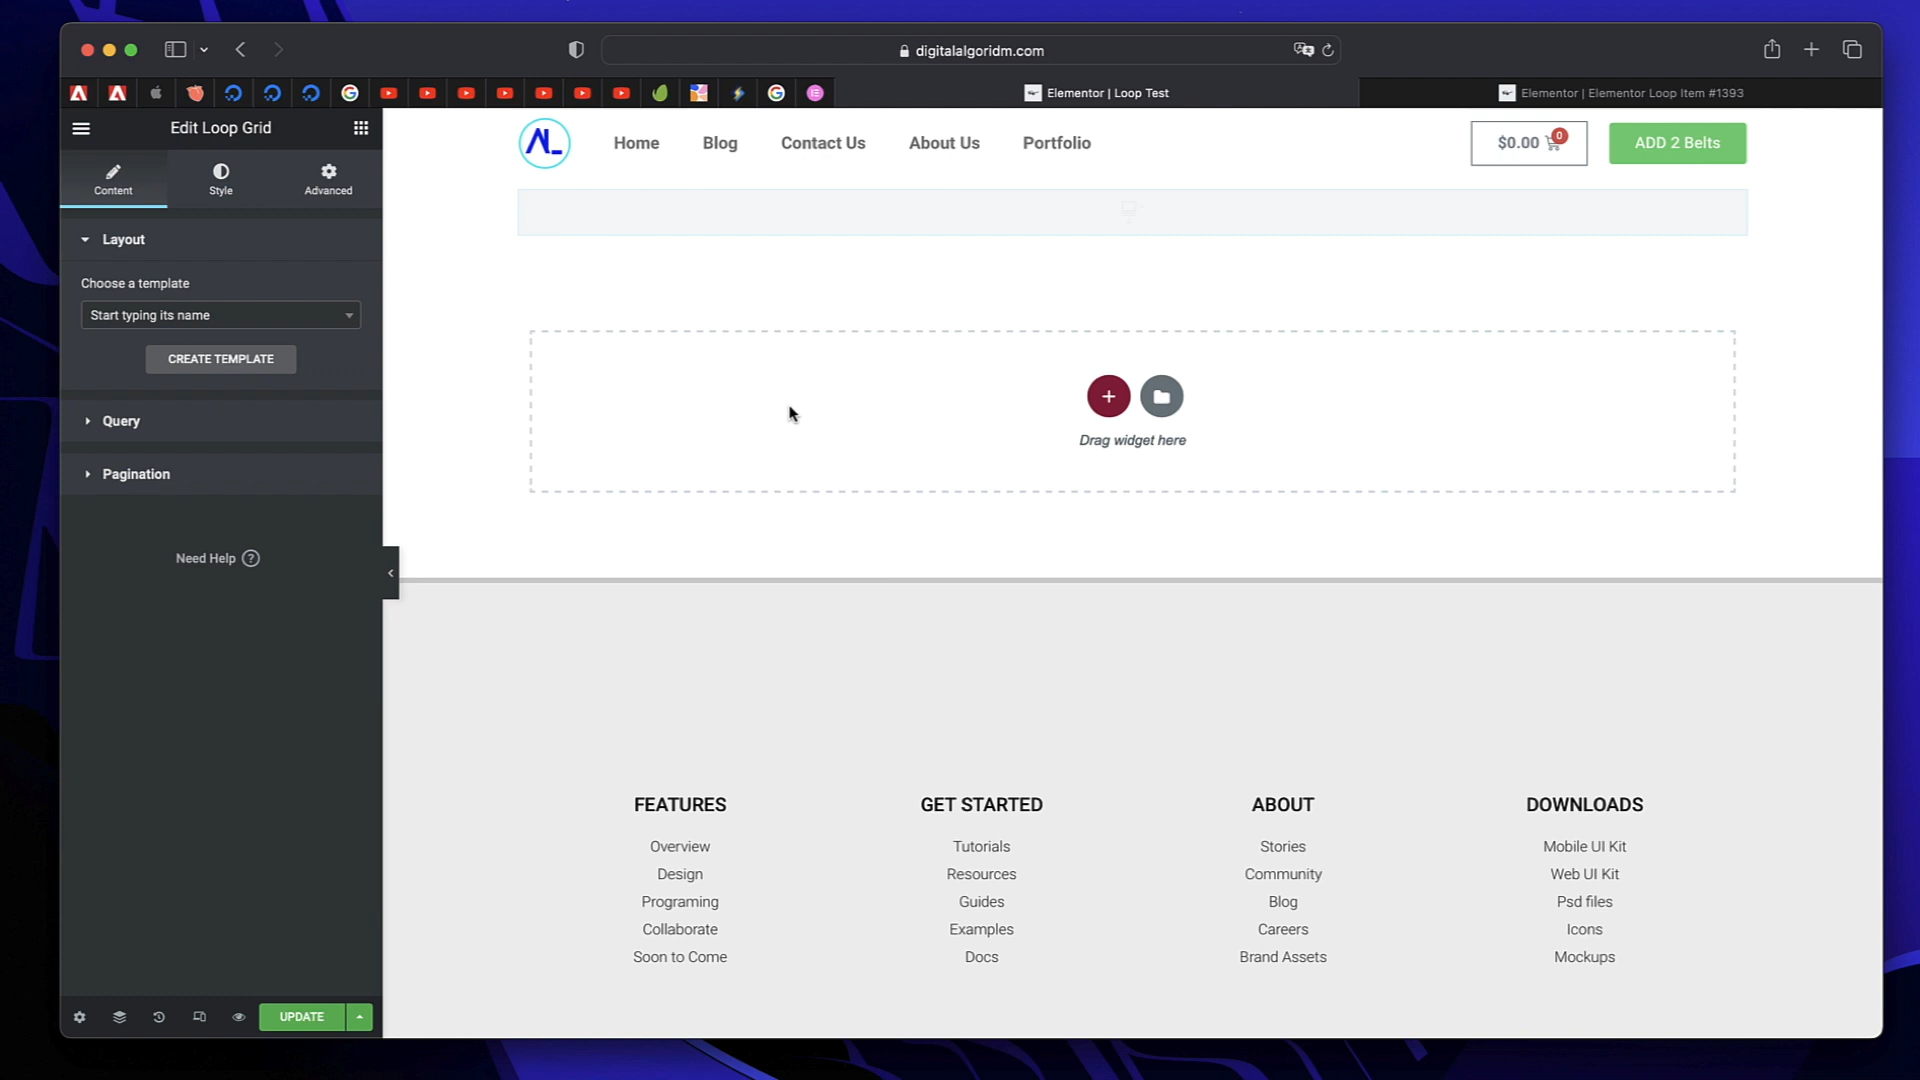 digitalalgoridm.com
Elementor | Loop Test
Elementor | Elementor Loop Item #1393
Edit Loop Grid
Content
Style
Advanced
Layout
Choose a template
Start typing its name
CREATE TEMPLATE
Query
Pagination
Need Help ?
UPDATE
AL_
Home
Blog
Contact Us
About Us
Portfolio
$0.00
0
ADD 2 Belts
Drag widget here
FEATURES
Overview
Design
Programing
Collaborate
Soon to Come
GET STARTED
Tutorials
Resources
Guides
Examples
Docs
ABOUT
Stories
Community
Blog
Careers
Brand Assets
DOWNLOADS
Mobile UI Kit
Web UI Kit
Psd files
Icons
Mockups